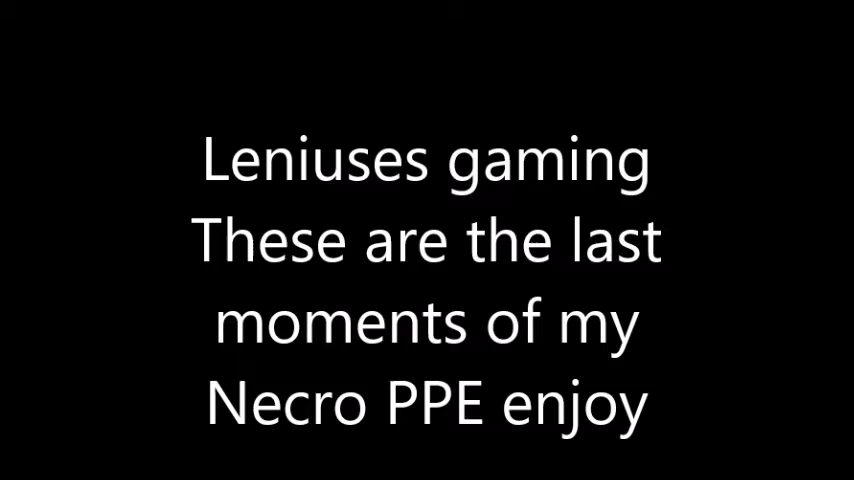 Leniuses gaming
These are the last
moments of my
Necro PPE enjoy